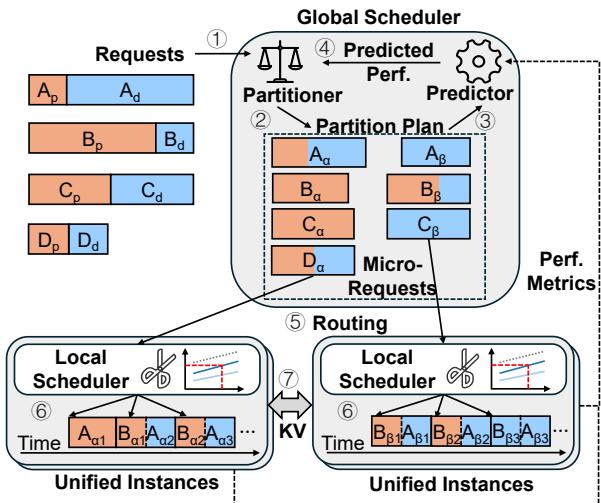 Global Scheduler
Requests
①
④ Predicted Perf.
Partitioner
Predictor
②
Partition Plan
③
A_p A_d
B_p B_d
C_p C_d
D_p D_d
A_α A_β
B_α B_β
C_α C_β
D_α
Micro-Requests
Perf. Metrics
⑤ Routing
Local Scheduler
⑥
A_α1 B_α1 A_α2 B_α2 A_α3 ...
Time
Unified Instances
⑦
KV
Local Scheduler
⑥
B_β1 A_β1 B_β2 A_β2 B_β3 A_β3 ...
Time
Unified Instances